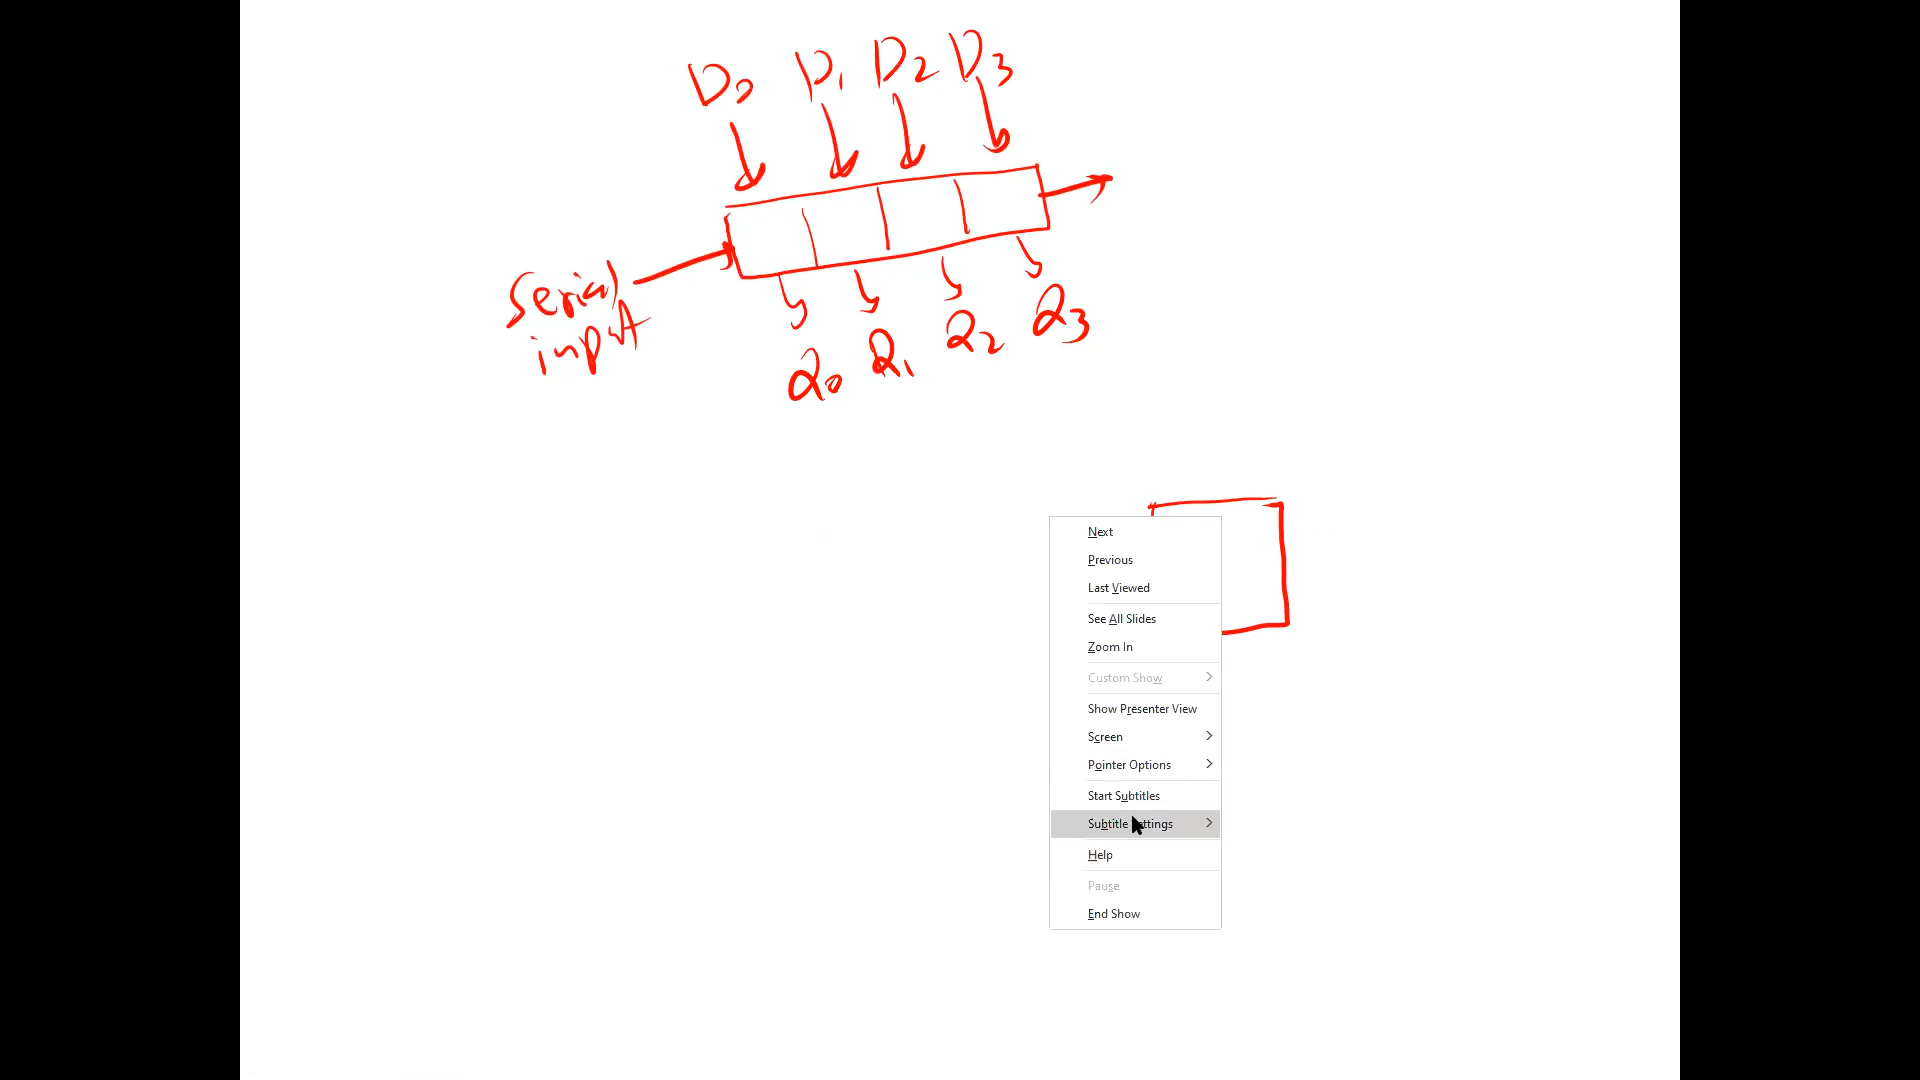 D0 D1 D2 D3
Serial
input
Q0 Q1 Q2 Q3
Next
Previous
Last Viewed
See All Slides
Zoom In
Custom Show
Show Presenter View
Screen
Pointer Options
Start Subtitles
Subtitle Settings
Help
Pause
End Show